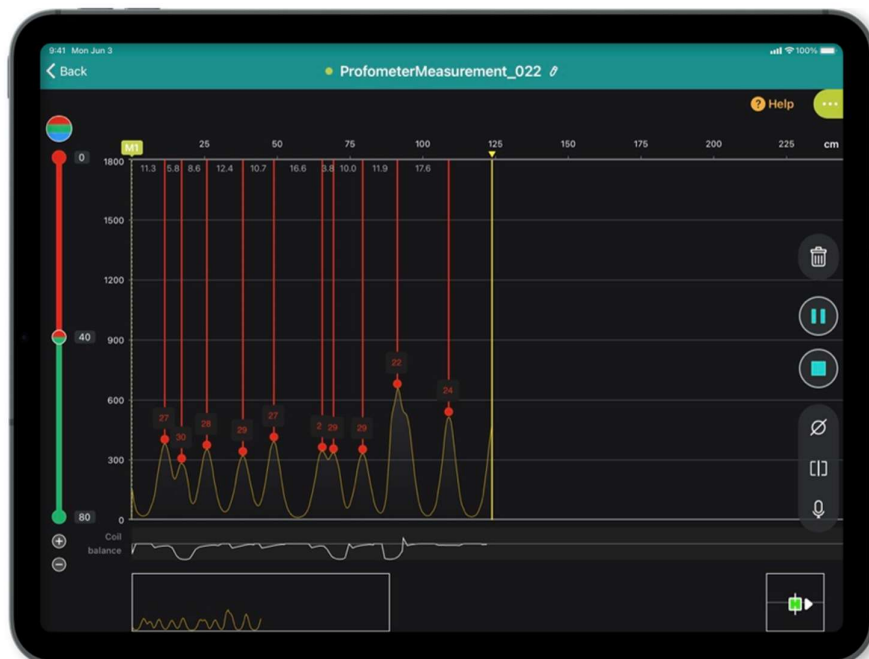 9:41 Mon Jun 3
100%
Back
ProfometerMeasurement_022
? Help
M1 25 50 75 100 125 150 175 200 225 cm
11.3 5.8 8.6 12.4 10.7 16.6 3.8 10.0 11.9 17.6
0
40
80
1800
1500
1200
900
600
300
0
27 30 28 29 27 2 29 29 22 24
Coil
balance